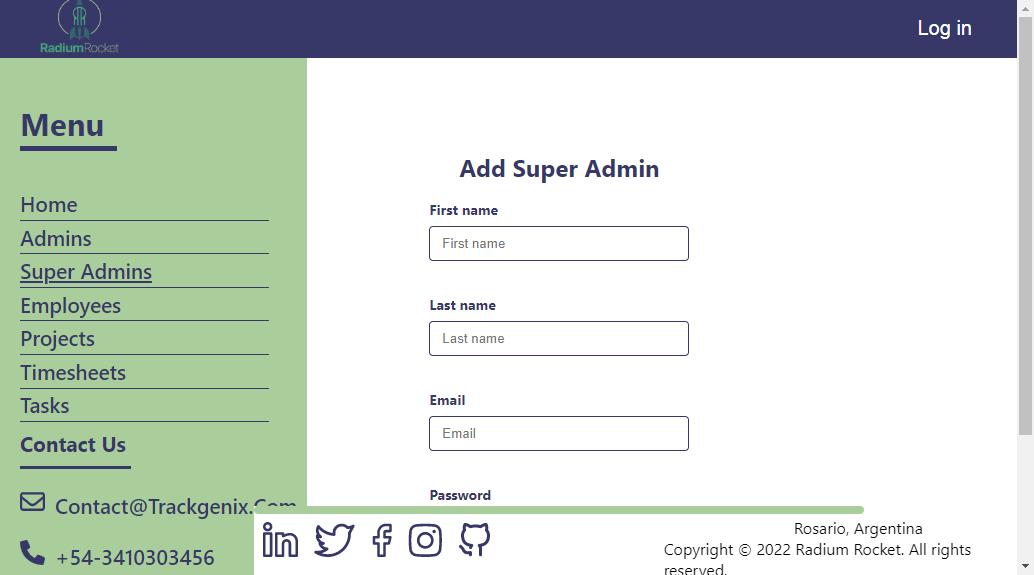 RadiumRocket
Log in
Menu
Home
Admins
Super Admins
Employees
Projects
Timesheets
Tasks
Contact Us
Contact@Trackgenix.Com
+54-3410303456
Add Super Admin
First name
First name
Last name
Last name
Email
Email
Password
Rosario, Argentina
Copyright © 2022 Radium Rocket. All rights
reserved.